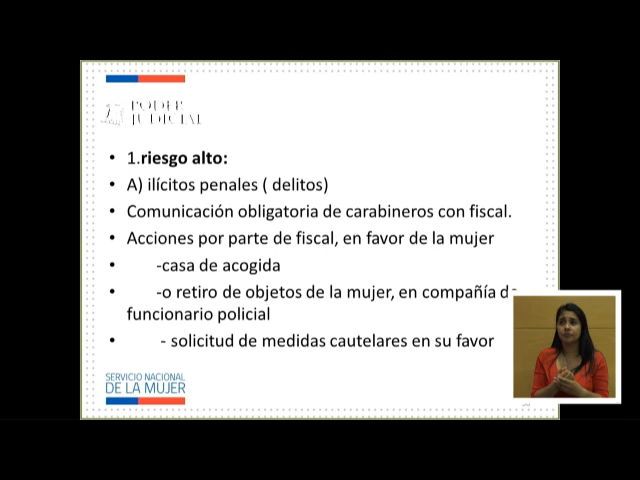 PODER
JUDICIAL
• 1.riesgo alto:
• A) ilícitos penales ( delitos)
• Comunicación obligatoria de carabineros con fiscal.
• Acciones por parte de fiscal, en favor de la mujer
• -casa de acogida
• -o retiro de objetos de la mujer, en compañía de
funcionario policial
• - solicitud de medidas cautelares en su favor
SERVICIO NACIONAL
DE LA MUJER